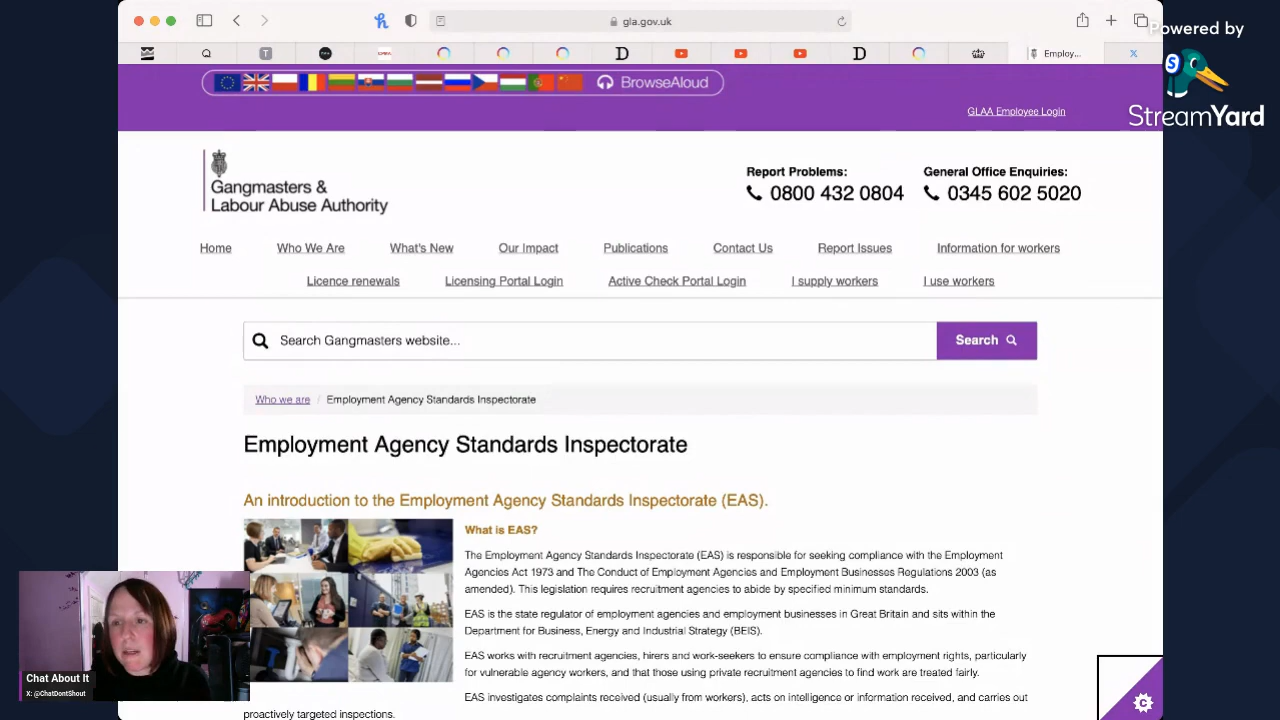 gla.gov.uk
Employ...
Powered by
StreamYard
BrowseAloud
GLAA Employee Login
Gangmasters &
Labour Abuse Authority
Report Problems:
0800 432 0804
General Office Enquiries:
0345 602 5020
Home Who We Are What's New Our Impact Publications Contact Us Report Issues Information for workers
Licence renewals Licensing Portal Login Active Check Portal Login I supply workers I use workers
Search Gangmasters website...
Search
Who we are / Employment Agency Standards Inspectorate
Employment Agency Standards Inspectorate
An introduction to the Employment Agency Standards Inspectorate (EAS).
What is EAS?
The Employment Agency Standards Inspectorate (EAS) is responsible for seeking compliance with the Employment
Agencies Act 1973 and The Conduct of Employment Agencies and Employment Businesses Regulations 2003 (as
amended). This legislation requires recruitment agencies to abide by specified minimum standards.
EAS is the state regulator of employment agencies and employment businesses in Great Britain and sits within the
Department for Business, Energy and Industrial Strategy (BEIS).
EAS works with recruitment agencies, hirers and work-seekers to ensure compliance with employment rights, particularly
for vulnerable agency workers, and that those using private recruitment agencies to find work are treated fairly.
EAS investigates complaints received (usually from workers), acts on intelligence or information received, and carries out
proactively targeted inspections.
Chat About It
X: @ChatDontShout